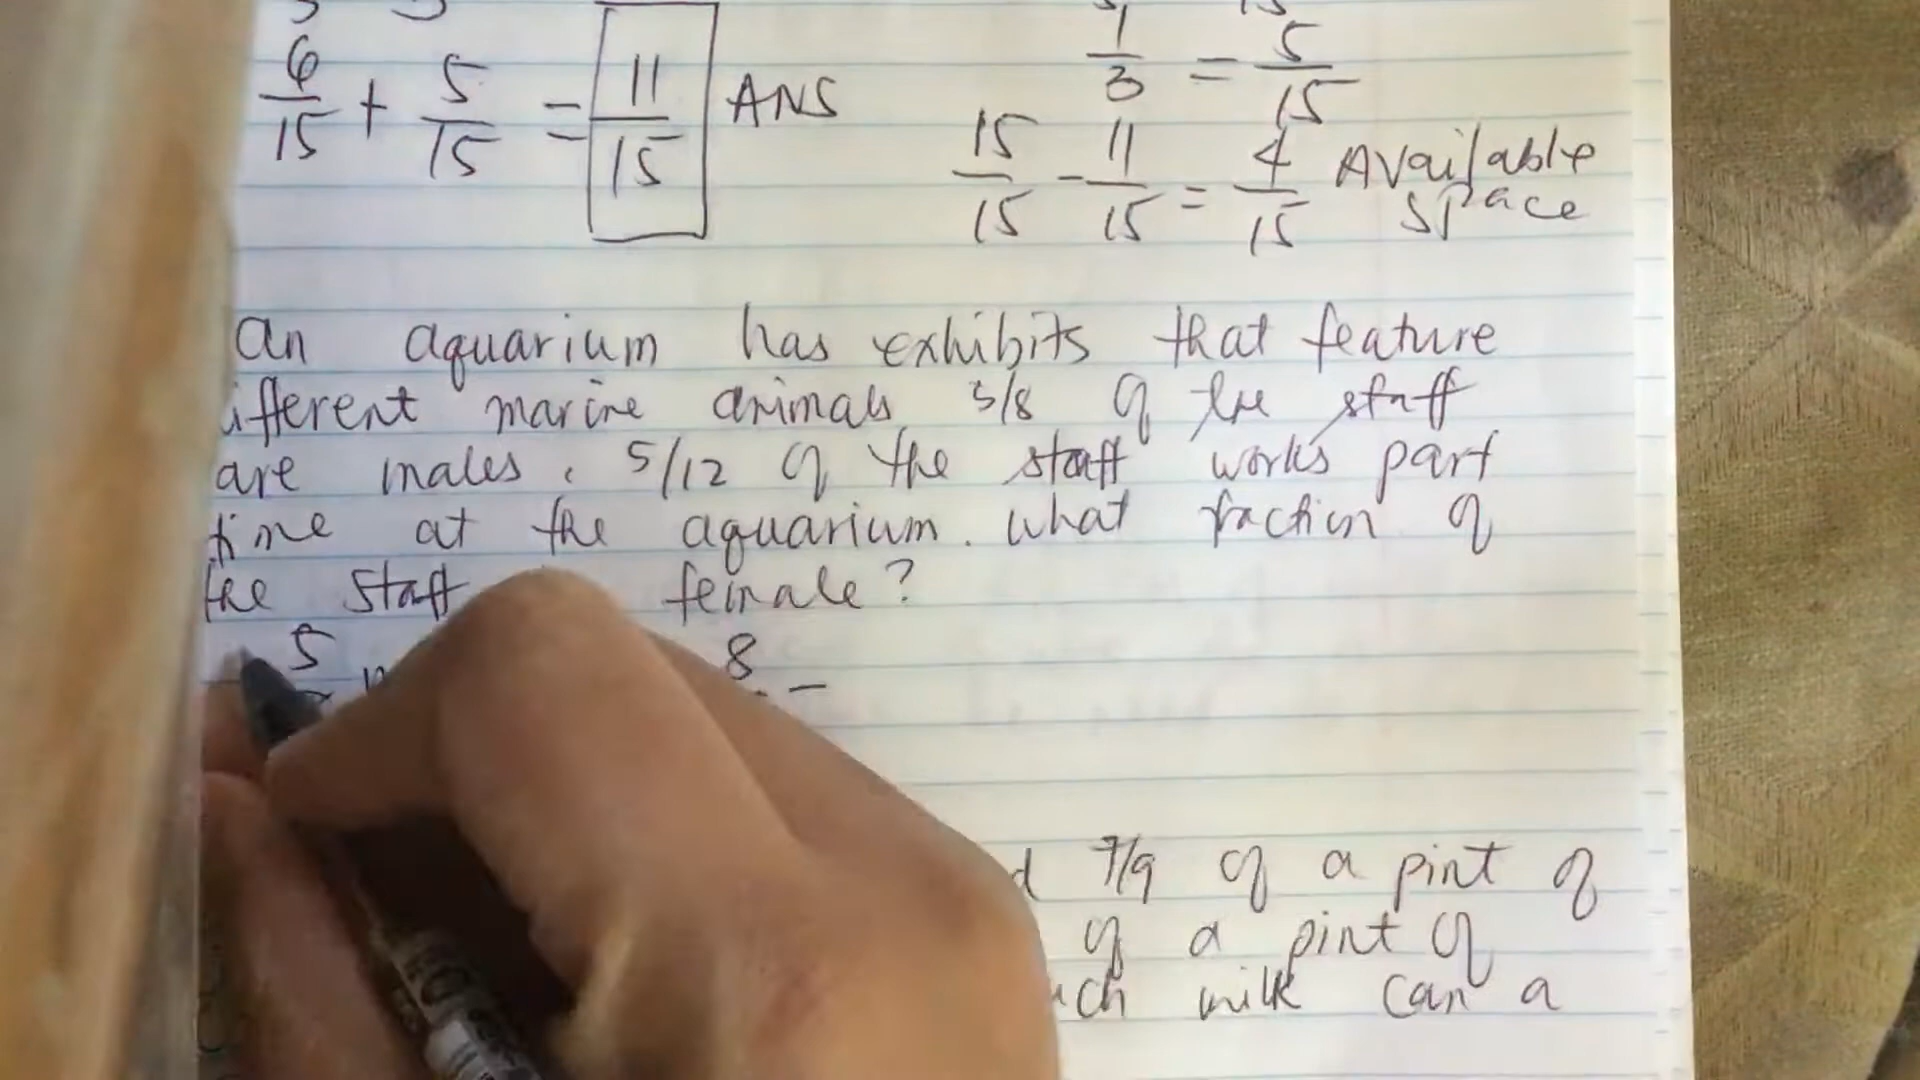 6/15 + 5/15 = 11/15 ANS
1/3 = 5/15
15/15 - 11/15 = 4/15 Available space
An aquarium has exhibits that feature
ifferent marine animals 5/8 of the staff
are males . 5/12 of the staff works part
time at the aquarium . what fraction of
the staff female?
5 8
-
7/9 of a pint of
of a pint of
milk can a